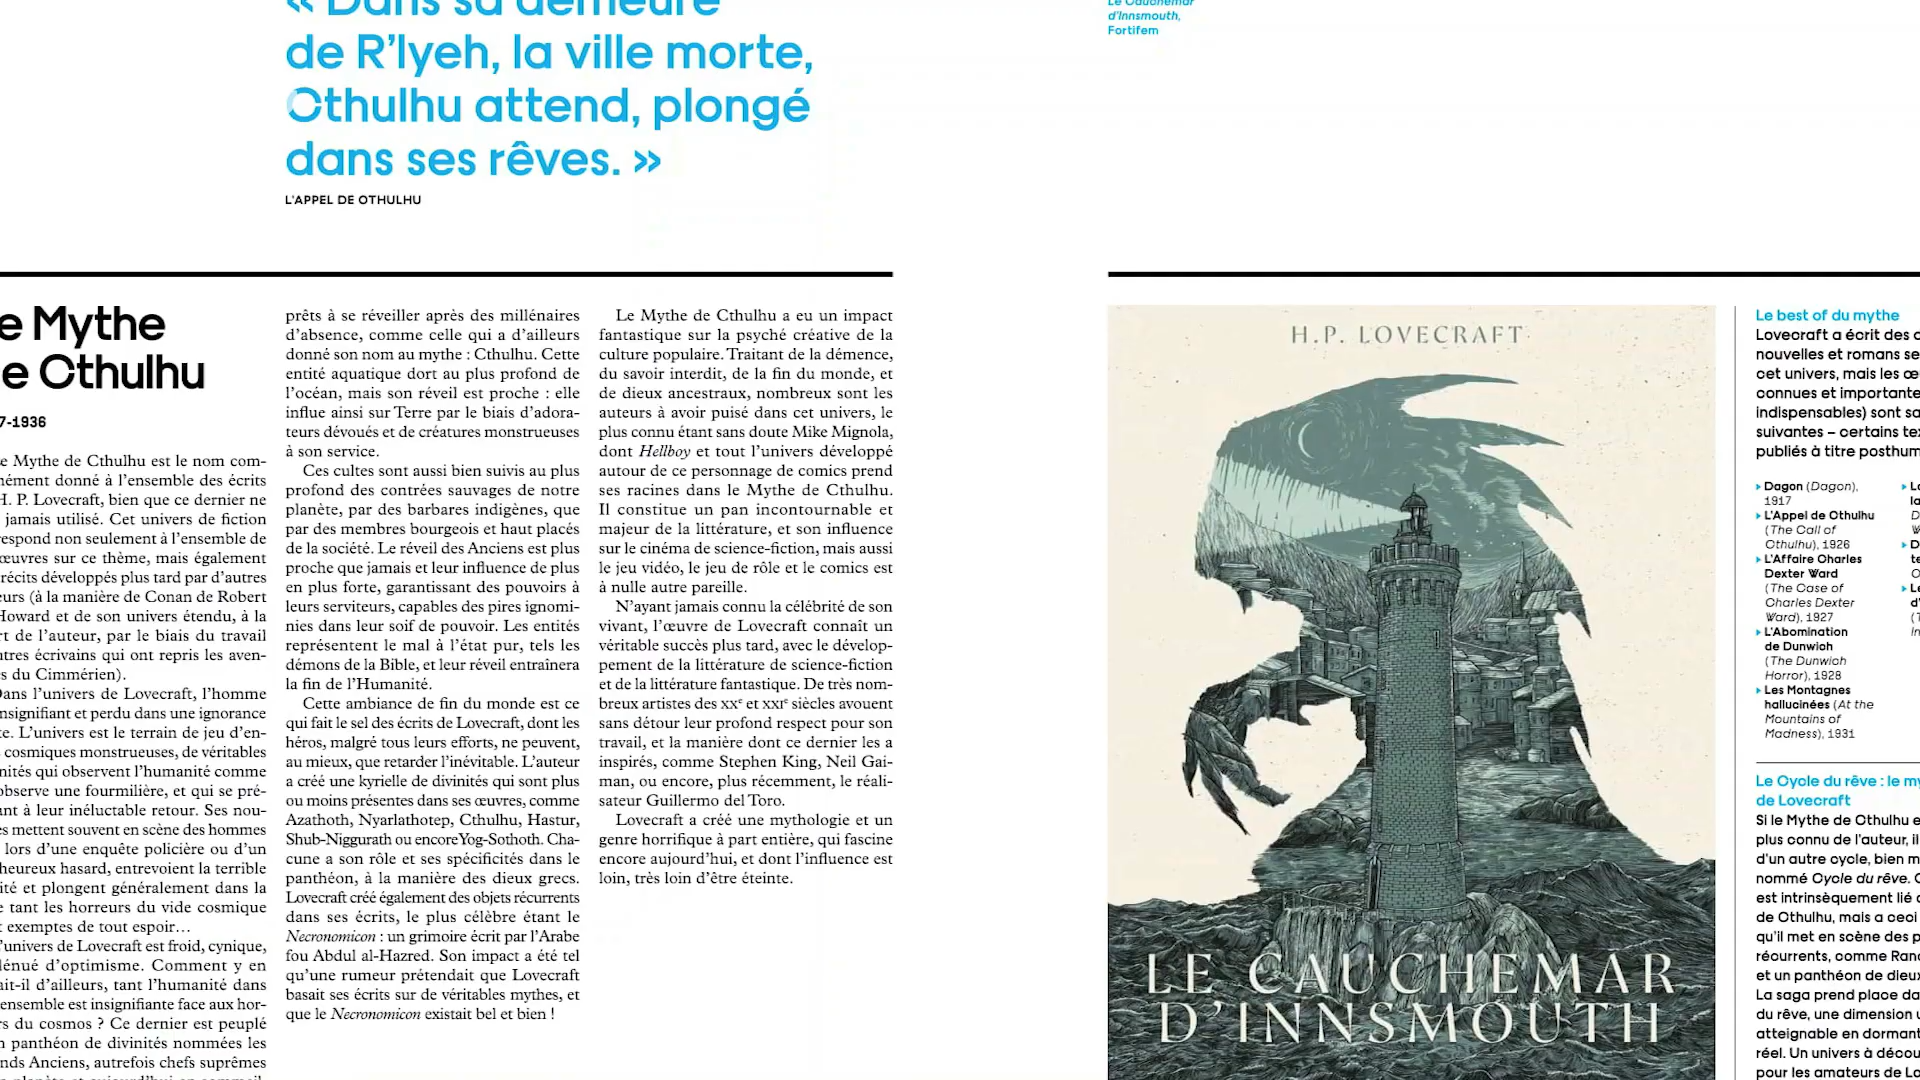 « Dans sa demeure
de R’lyeh, la ville morte,
Cthulhu attend, plongé
dans ses rêves. »
L’APPEL DE CTHULHU
Le Cauchemar
d’Innsmouth,
Fortifem
e Mythe
e Cthulhu
7-1936
e Mythe de Cthulhu est le nom com-
ément donné à l’ensemble des écrits
H. P. Lovecraft, bien que ce dernier ne
jamais utilisé. Cet univers de fiction
respond non seulement à l’ensemble de
œuvres sur ce thème, mais également
récits développés plus tard par d’autres
eurs (à la manière de Conan de Robert
Howard et de son univers étendu, à la
rt de l’auteur, par le biais du travail
utres écrivains qui ont repris les aven-
es du Cimmérien).
Dans l’univers de Lovecraft, l’homme
nsignifiant et perdu dans une ignorance
te. L’univers est le terrain de jeu d’en-
cosmiques monstrueuses, de véritables
nités qui observent l’humanité comme
observe une fourmilière, et qui se pré-
nt à leur inéluctable retour. Ses nou-
es mettent souvent en scène des hommes
lors d’une enquête policière ou d’un
heureux hasard, entrevoient la terrible
ité et plongent généralement dans la
e tant les horreurs du vide cosmique
t exemptes de tout espoir…
’univers de Lovecraft est froid, cynique,
dénué d’optimisme. Comment y en
ait-il d’ailleurs, tant l’humanité dans
ensemble est insignifiante face aux hor-
rs du cosmos ? Ce dernier est peuplé
n panthéon de divinités nommées les
nds Anciens, autrefois chefs suprêmes
prêts à se réveiller après des millénaires
d’absence, comme celle qui a d’ailleurs
donné son nom au mythe : Cthulhu. Cette
entité aquatique dort au plus profond de
l’océan, mais son réveil est proche : elle
influe ainsi sur Terre par le biais d’adora-
teurs dévoués et de créatures monstrueuses
à son service.
Ces cultes sont aussi bien suivis au plus
profond des contrées sauvages de notre
planète, par des barbares indigènes, que
par des membres bourgeois et haut placés
de la société. Le réveil des Anciens est plus
proche que jamais et leur influence de plus
en plus forte, garantissant des pouvoirs à
leurs serviteurs, capables des pires ignomi-
nies dans leur soif de pouvoir. Les entités
représentent le mal à l’état pur, tels les
démons de la Bible, et leur réveil entraînera
la fin de l’Humanité.
Cette ambiance de fin du monde est ce
qui fait le sel des écrits de Lovecraft, dont les
héros, malgré tous leurs efforts, ne peuvent,
au mieux, que retarder l’inévitable. L’auteur
a créé une kyrielle de divinités qui sont plus
ou moins présentes dans ses œuvres, comme
Azathoth, Nyarlathotep, Cthulhu, Hastur,
Shub-Niggurath ou encore Yog-Sothoth. Cha-
cune a son rôle et ses spécificités dans le
panthéon, à la manière des dieux grecs.
Lovecraft créé également des objets récurrents
dans ses écrits, le plus célèbre étant le
Necronomicon : un grimoire écrit par l’Arabe
fou Abdul al-Hazred. Son impact a été tel
qu’une rumeur prétendait que Lovecraft
basait ses écrits sur de véritables mythes, et
que le Necronomicon existait bel et bien !
Le Mythe de Cthulhu a eu un impact
fantastique sur la psyché créative de la
culture populaire. Traitant de la démence,
du savoir interdit, de la fin du monde, et
de dieux ancestraux, nombreux sont les
auteurs à avoir puisé dans cet univers, le
plus connu étant sans doute Mike Mignola,
dont Hellboy et tout l’univers développé
autour de ce personnage de comics prend
ses racines dans le Mythe de Cthulhu.
Il constitue un pan incontournable et
majeur de la littérature, et son influence
sur le cinéma de science-fiction, mais aussi
le jeu vidéo, le jeu de rôle et le comics est
à nulle autre pareille.
N’ayant jamais connu la célébrité de son
vivant, l’œuvre de Lovecraft connaît un
véritable succès plus tard, avec le dévelop-
pement de la littérature de science-fiction
et de la littérature fantastique. De très nom-
breux artistes des XXe et XXIe siècles avouent
sans détour leur profond respect pour son
travail, et la manière dont ce dernier les a
inspirés, comme Stephen King, Neil Gai-
man, ou encore, plus récemment, le réali-
sateur Guillermo del Toro.
Lovecraft a créé une mythologie et un
genre horrifique à part entière, qui fascine
encore aujourd’hui, et dont l’influence est
loin, très loin d’être éteinte.
H.P. LOVECRAFT
LE CAUCHEMAR
D’INNSMOUTH
Le best of du mythe
Lovecraft a écrit des
nouvelles et romans se
cet univers, mais les œu
connues et importante
indispensables) sont sa
suivantes – certains te
publiés à titre posthum
Dagon (Dagon),
1917
L’Appel de Cthulhu
(The Call of
Cthulhu), 1926
L’Affaire Charles
Dexter Ward
(The Case of
Charles Dexter
Ward), 1927
L’Abomination
de Dunwich
(The Dunwich
Horror), 1928
Les Montagnes
hallucinées (At the
Mountains of
Madness), 1931
Le Cycle du rêve : le my
de Lovecraft
Si le Mythe de Cthulhu e
plus connu de l’auteur, il
d’un autre cycle, bien m
nommé Cycle du rêve. C
est intrinsèquement lié
de Cthulhu, mais a ceci
qu’il met en scène des p
récurrents, comme Ran
et un panthéon de dieux
La saga prend place da
du rêve, une dimension u
atteignable en dormant
réel. Un univers à décou
pour les amateurs de Lo